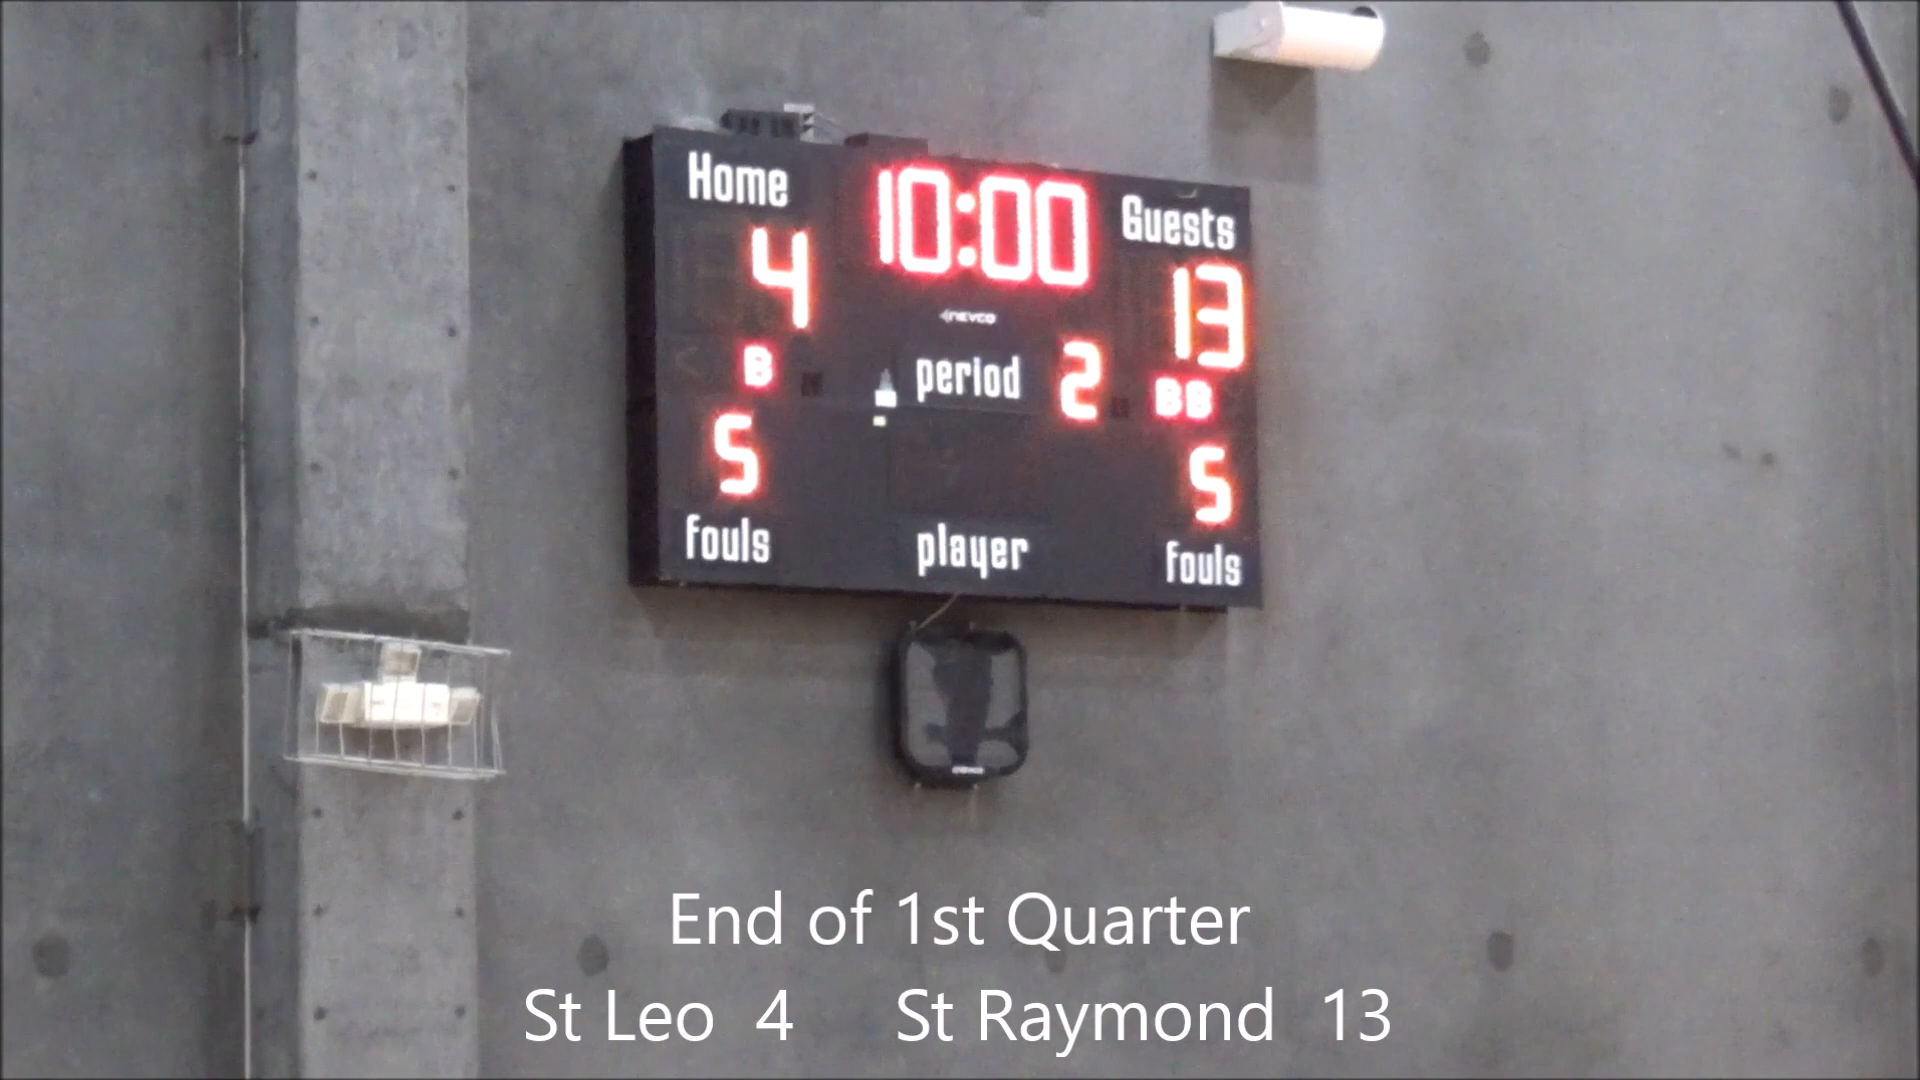 Home 10:00 Guests
4 13
NEVCO
B period 2 BB
5 5
fouls player fouls
End of 1st Quarter
St Leo 4 St Raymond 13